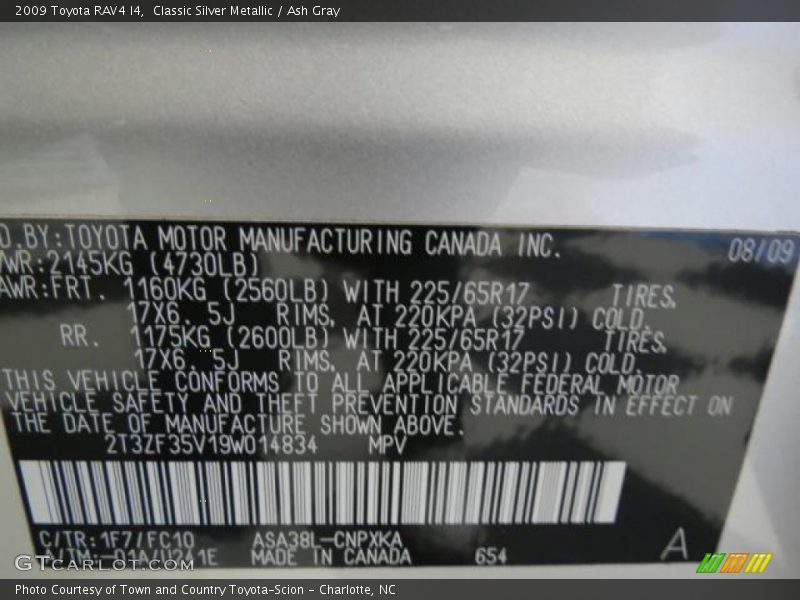 2009 Toyota RAV4 I4,  Classic Silver Metallic / Ash Gray
D.BY:TOYOTA MOTOR MANUFACTURING CANADA INC. 08/09
VWR:2145KG (4730LB)
AWR:FRT. 1160KG (2560LB) WITH 225/65R17 TIRES,
17X6.5J RIMS, AT 220KPA (32PSI) COLD.
RR. 1175KG (2600LB) WITH 225/65R17 TIRES,
17X6.5J RIMS, AT 220KPA (32PSI) COLD.
THIS VEHICLE CONFORMS TO ALL APPLICABLE FEDERAL MOTOR
VEHICLE SAFETY AND THEFT PREVENTION STANDARDS IN EFFECT ON
THE DATE OF MANUFACTURE SHOWN ABOVE.
2T3ZF35V19W014834 MPV
C/TR:1F7/FC10 ASA38L-CNPXKA
A/TM:-01A/U241E MADE IN CANADA 654 A
GTCARLOT.COM
Photo Courtesy of Town and Country Toyota-Scion - Charlotte, NC